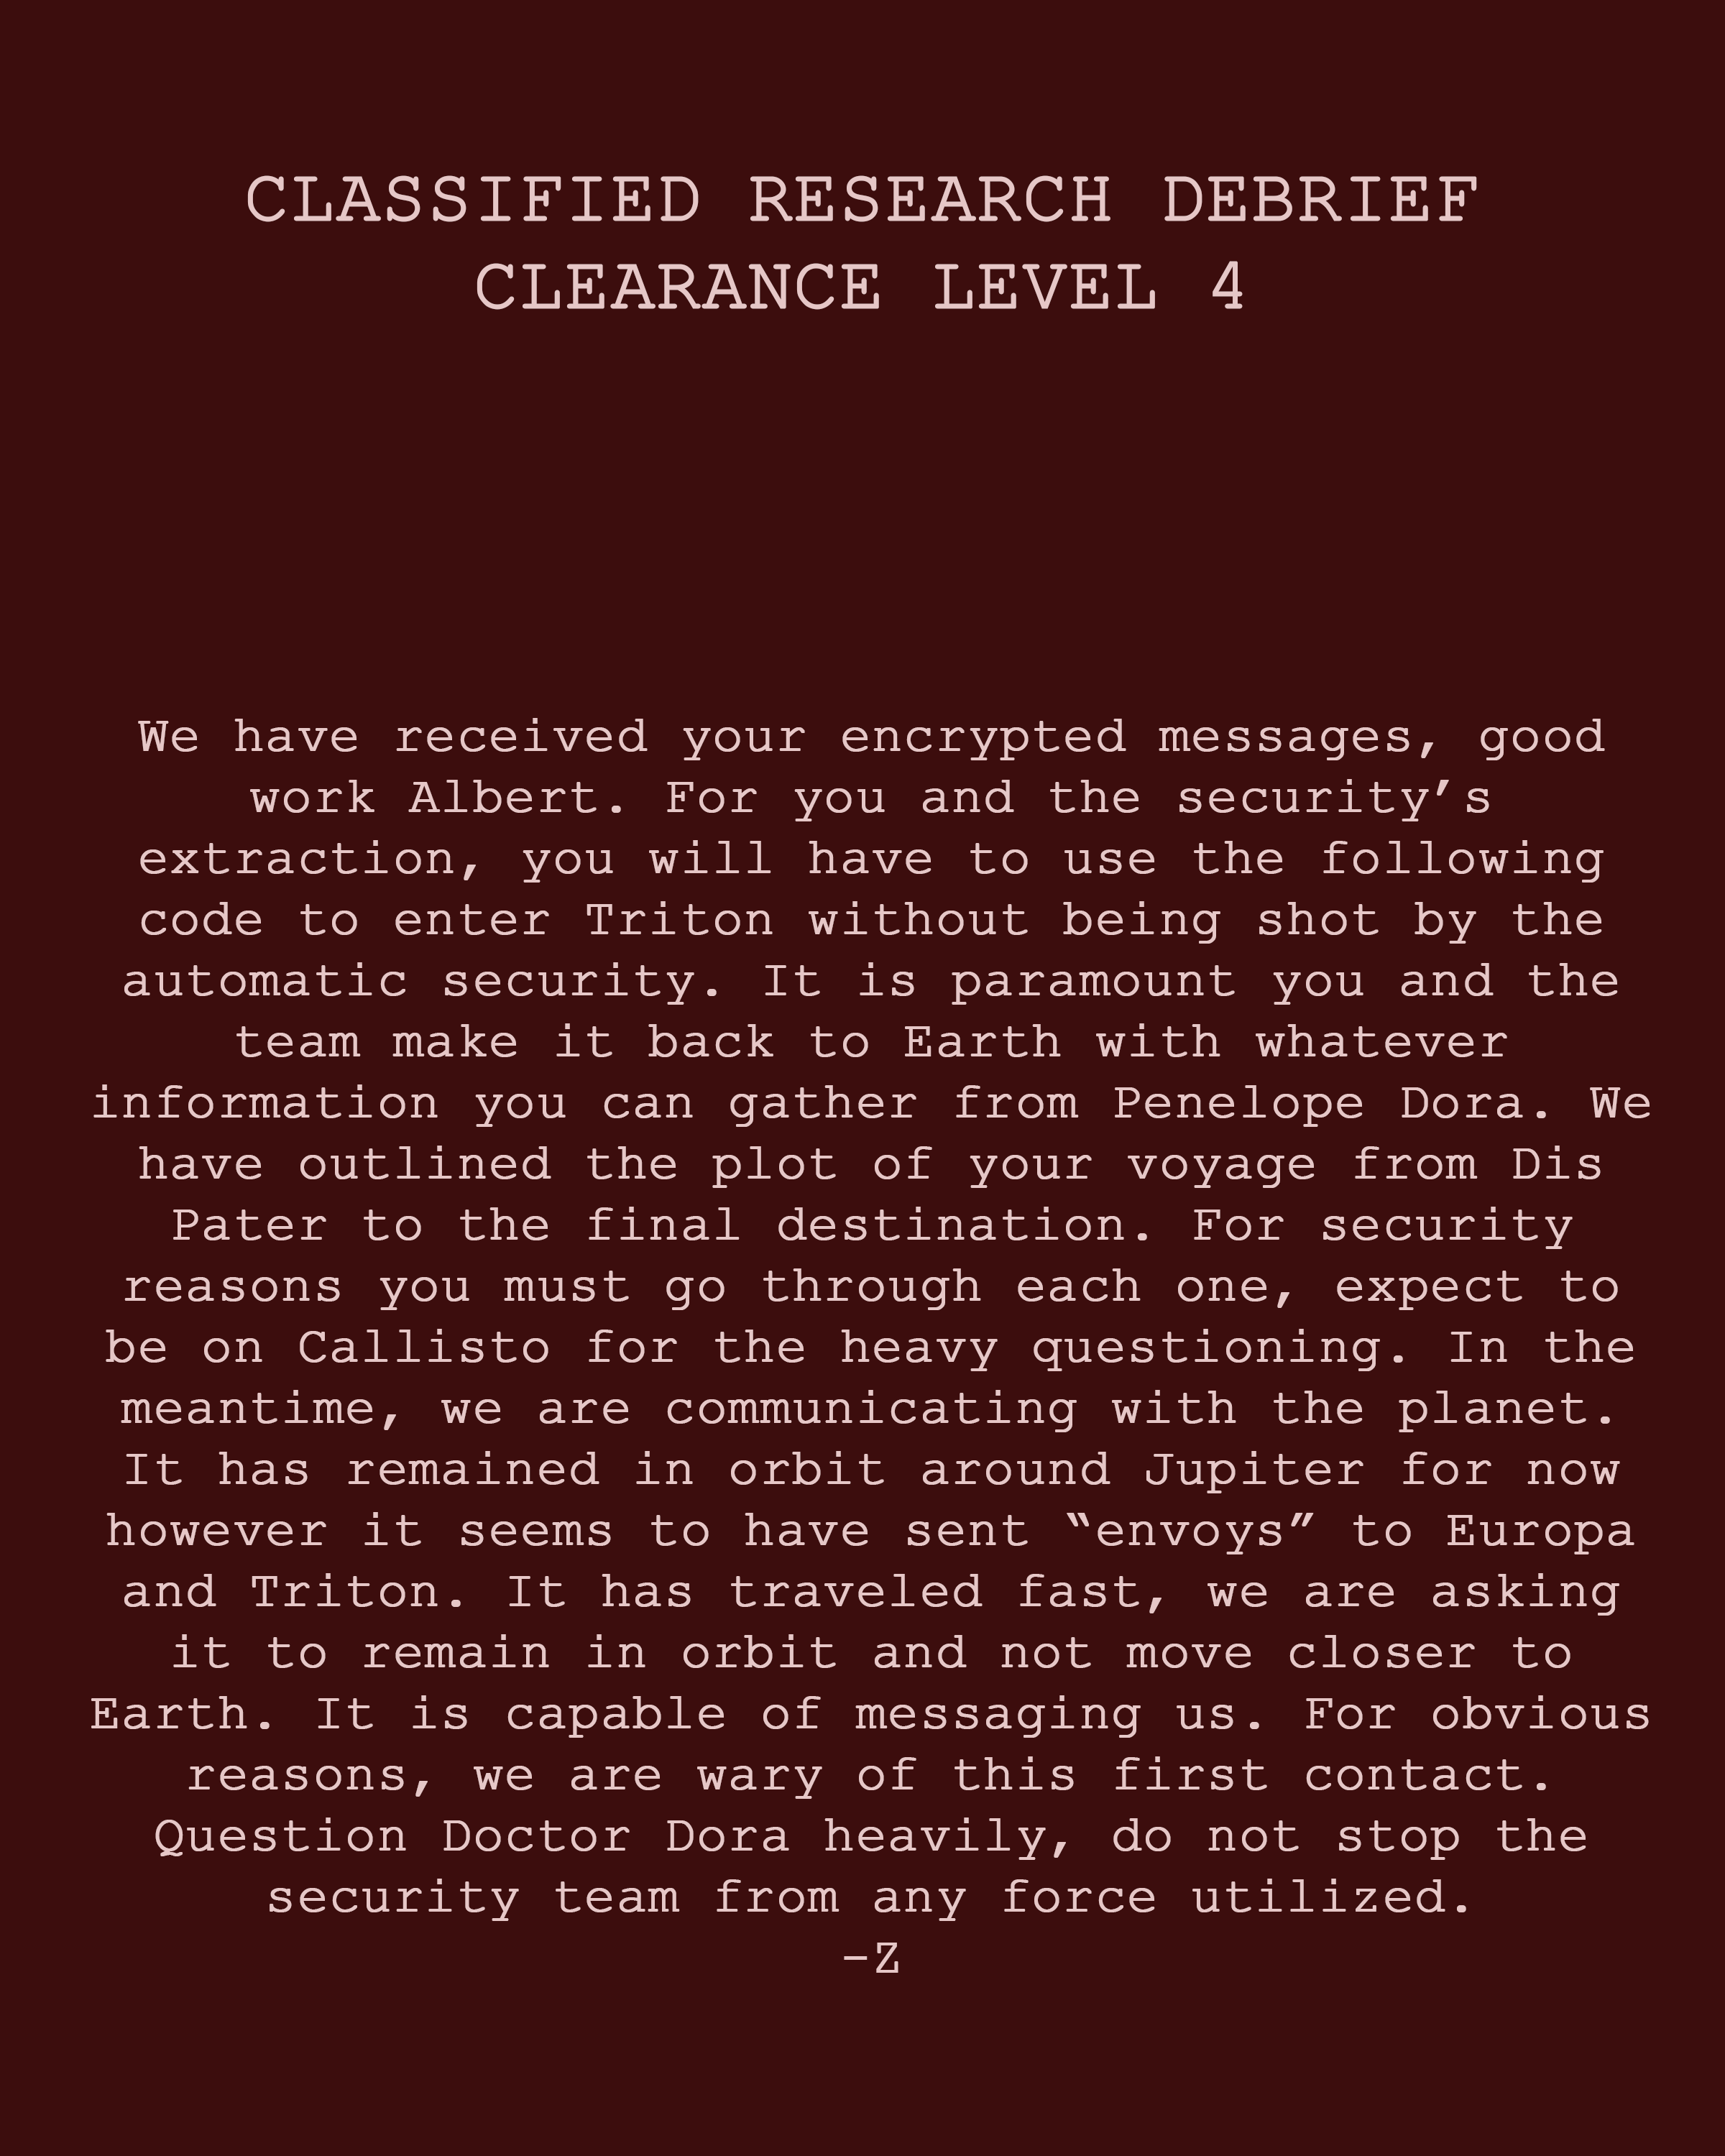 CLASSIFIED RESEARCH DEBRIEF
CLEARANCE LEVEL 4
We have received your encrypted messages, good
work Albert. For you and the security’s
extraction, you will have to use the following
code to enter Triton without being shot by the
automatic security. It is paramount you and the
team make it back to Earth with whatever
information you can gather from Penelope Dora. We
have outlined the plot of your voyage from Dis
Pater to the final destination. For security
reasons you must go through each one, expect to
be on Callisto for the heavy questioning. In the
meantime, we are communicating with the planet.
It has remained in orbit around Jupiter for now
however it seems to have sent “envoys” to Europa
and Triton. It has traveled fast, we are asking
it to remain in orbit and not move closer to
Earth. It is capable of messaging us. For obvious
reasons, we are wary of this first contact.
Question Doctor Dora heavily, do not stop the
security team from any force utilized.
-Z